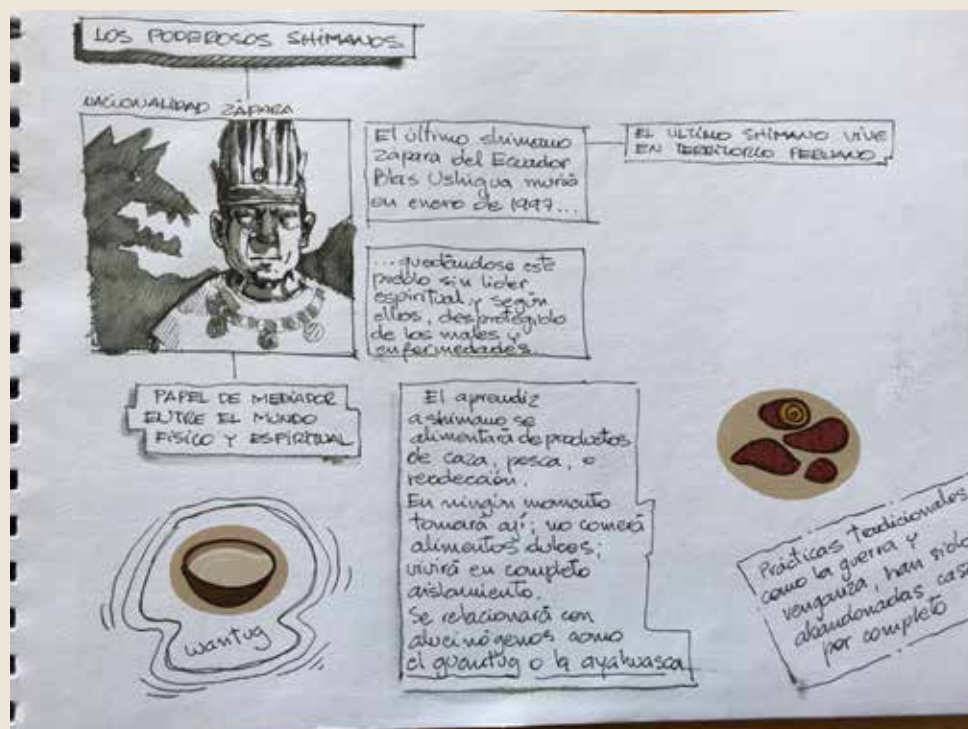 LOS PODEROSOS SHIMANOS
NACIONALIDAD ZÁPARA
El último shimano
Zápara del Ecuador
Blas Ushigua murió
en enero de 1997...
EL ULTIMO SHIMANO VIVE
EN TERRITORIO PERUANO.
...quedándose este
pueblo sin lider
espiritual y según
ellos, desprotegido
de los males y
enfermedades.
PAPEL DE MEDIADOR
ENTRE EL MUNDO
FISICO Y ESPIRITUAL
El aprendiz
a shimano se
alimentará de productos
de caza, pesca, o
recolección.
En ningún momento
tomará ají; no comerá
alimentos dulces;
vivirá en completo
aislamiento.
Se relacionará con
alucinógenos como
el guantug o la ayahuasca
wantug
Prácticas tradicionales
como la guerra y
venganza, han sido
abandonadas casi
por completo